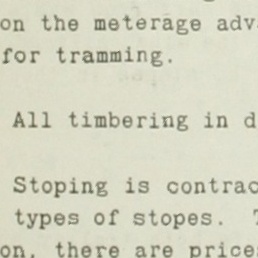 on the meterage adv
for tramming.
All timbering in d
Stoping is contrac
types of stopes.
on, there are price